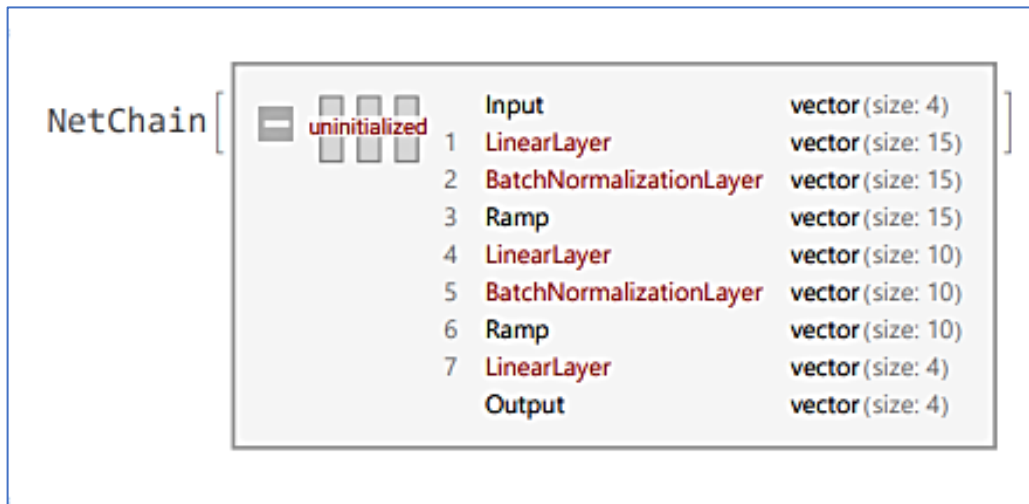 Input vector (size: 4)
NetChain[ uninitialized ]
1 LinearLayer vector (size: 15)
2 BatchNormalizationLayer vector (size: 15)
3 Ramp vector (size: 15)
4 LinearLayer vector (size: 10)
5 BatchNormalizationLayer vector (size: 10)
6 Ramp vector (size: 10)
7 LinearLayer vector (size: 4)
Output vector (size: 4)